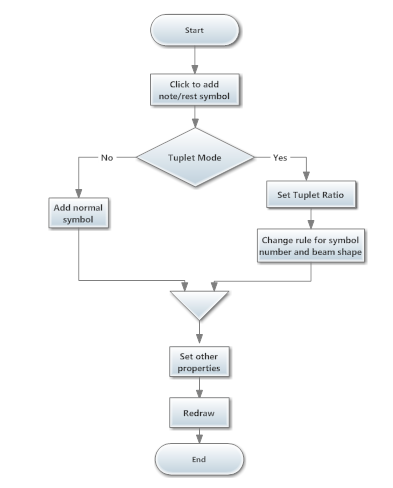 Start
Click to add
note/rest symbol
Tuplet Mode
No
Yes
Add normal
symbol
Set Tuplet Ratio
Change rule for symbol
number and beam shape
Set other
properties
Redraw
End